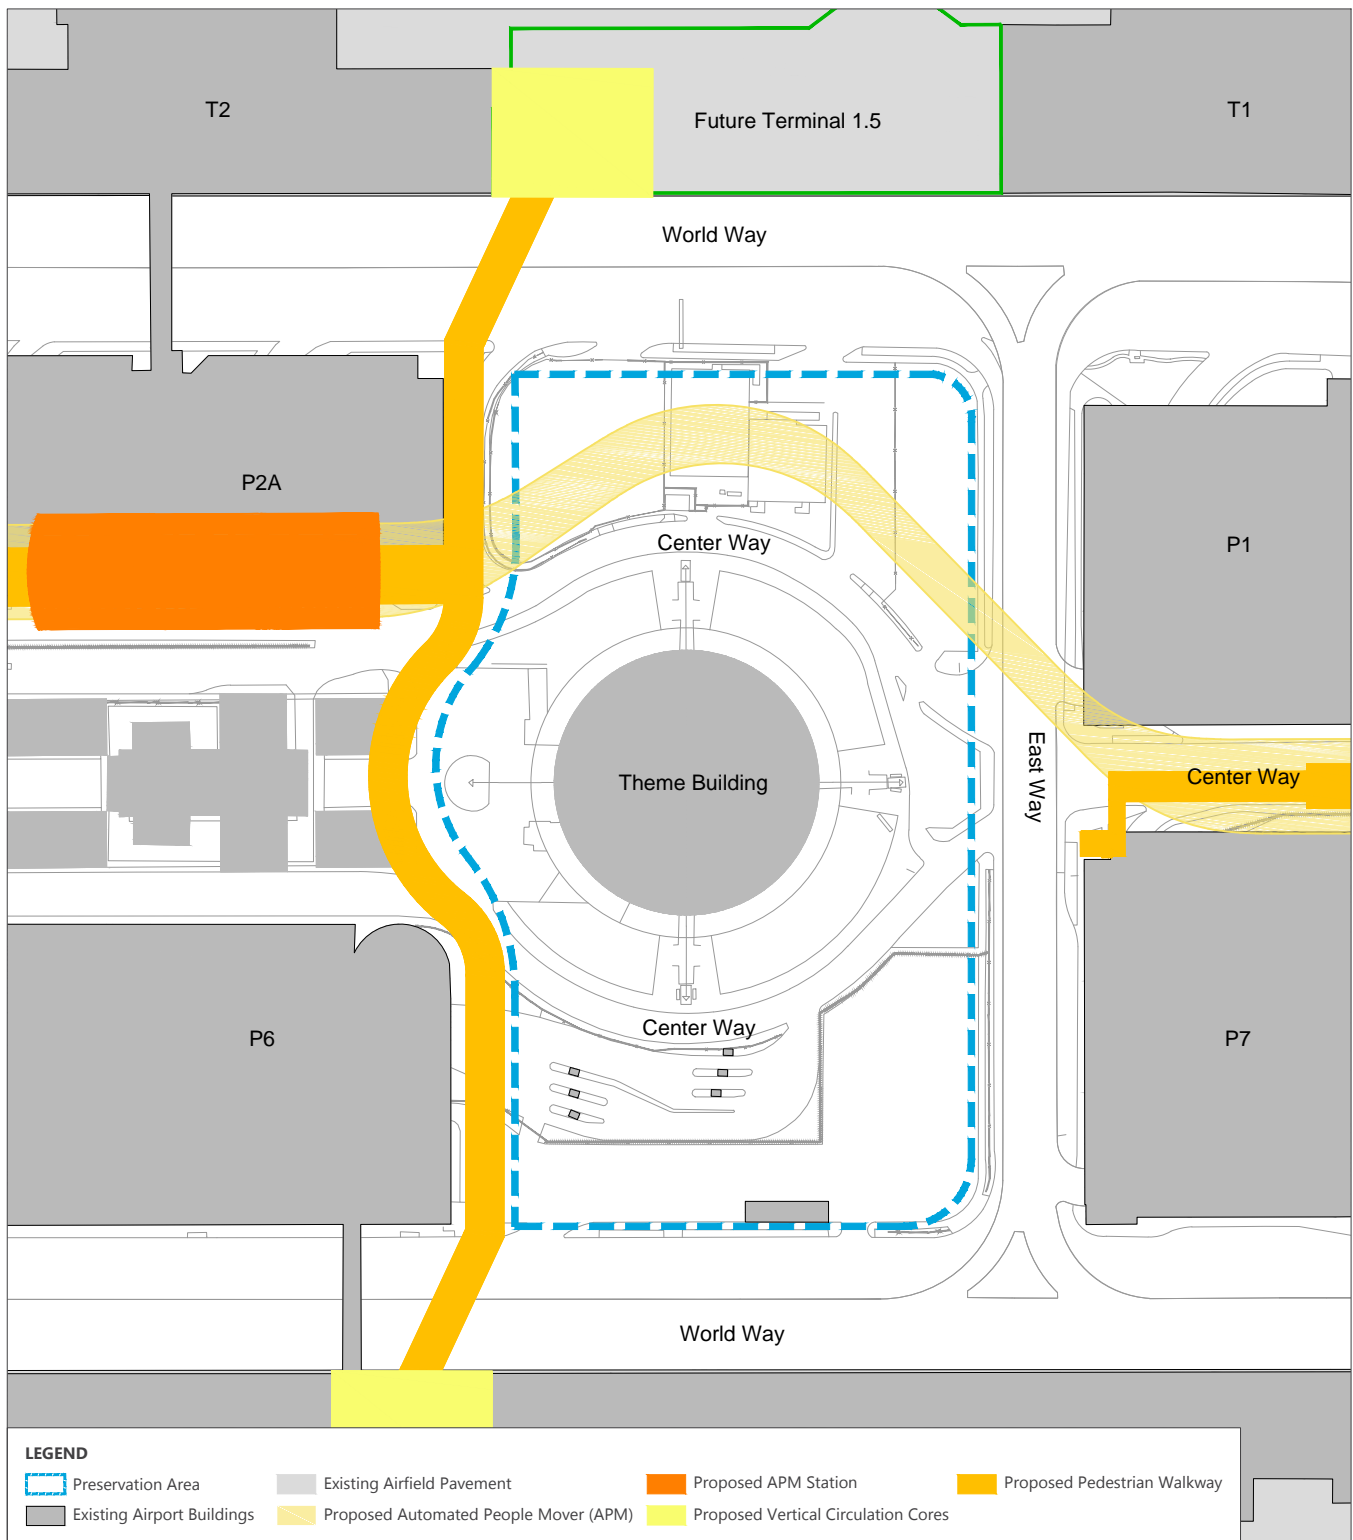 T2
Future Terminal 1.5
T1
World Way
P2A
Center Way
P1
Theme Building
East Way
Center Way
P6
Center Way
P7
World Way
LEGEND
Preservation Area
Existing Airfield Pavement
Proposed APM Station
Proposed Pedestrian Walkway
Existing Airport Buildings
Proposed Automated People Mover (APM)
Proposed Vertical Circulation Cores